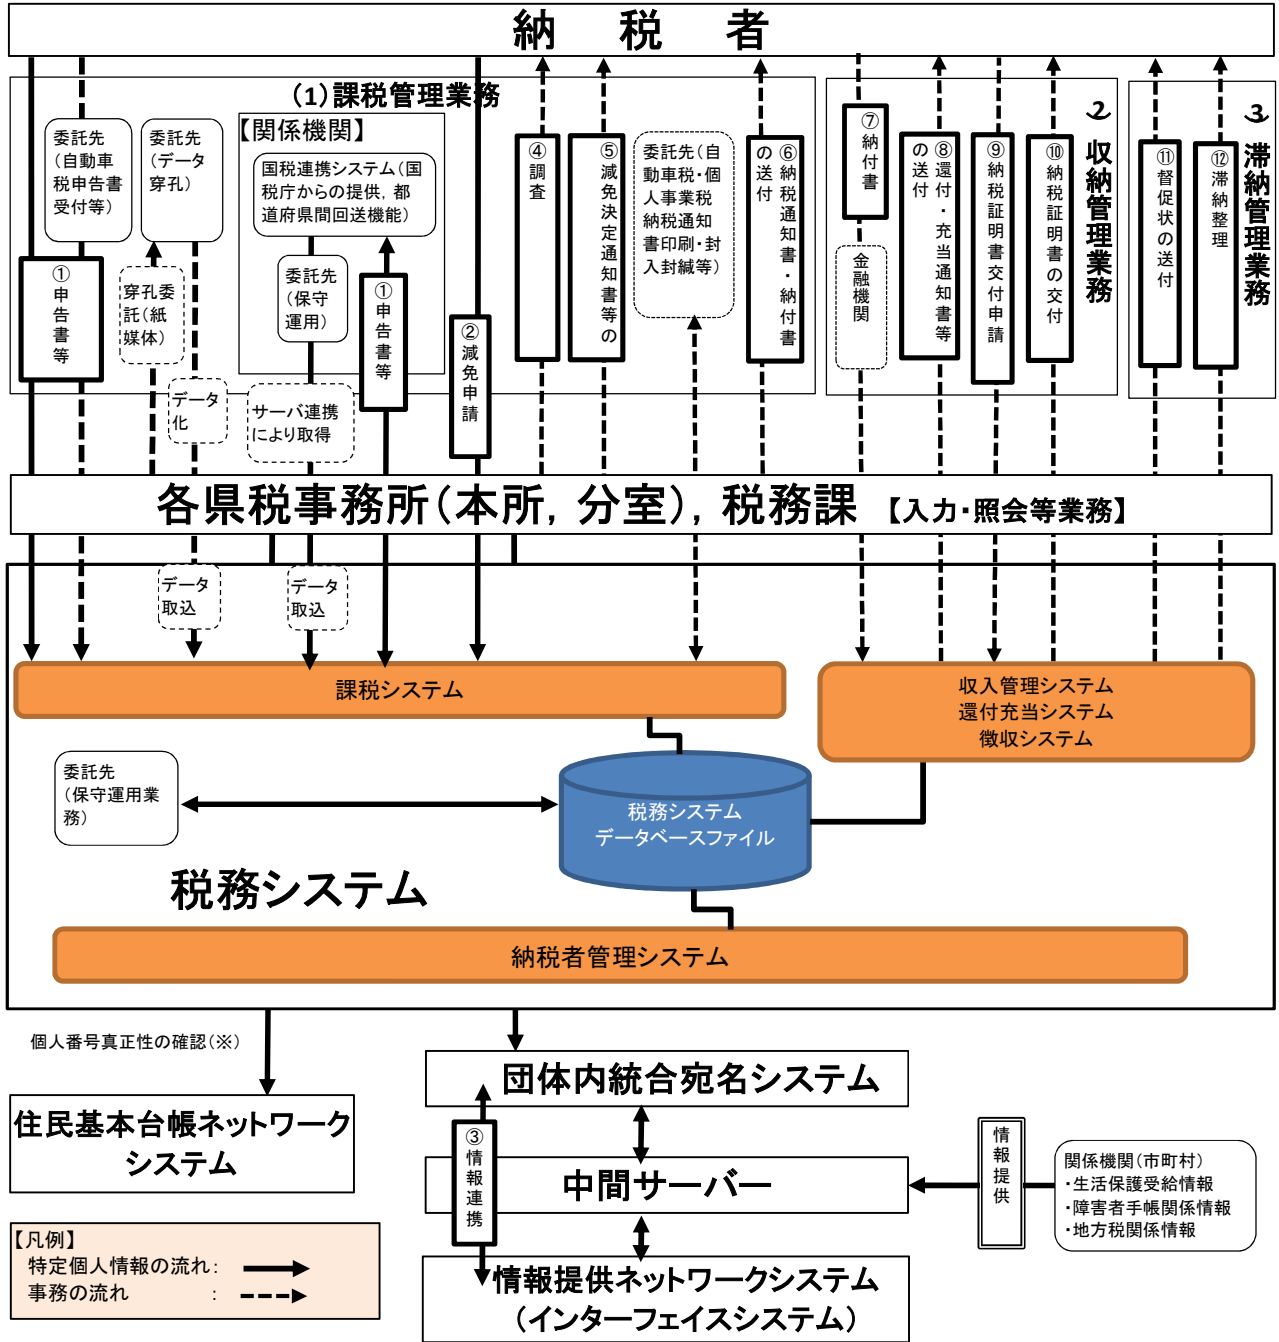 納　税　者
(1)課税管理業務
委託先
(自動車
税申告書
受付等)
委託先
(データ
穿孔)
【関係機関】
国税連携システム(国
税庁からの提供，都
道府県間回送機能)
委託先
(保守
運用)
①申告書等
①申告書等
②減免申請
穿孔委
託(紙
媒体)
データ
化
サーバ連携
により取得
④調査
⑤減免決定通知書等の
委託先(自
動車税・個
人事業税
納税通知
書印刷・封
入封緘等)
⑥納税通知書・納付書
の送付
2 収納管理業務
⑦納付書
金融機関
⑧還付・充当通知書等
の送付
⑨納税証明書交付申請
⑩納税証明書の交付
3 滞納管理業務
⑪督促状の送付
⑫滞納整理
各県税事務所(本所，分室)，税務課 【入力・照会等業務】
データ
取込
データ
取込
課税システム
収入管理システム
還付充当システム
徴収システム
委託先
(保守運用業
務)
税務システム
データベースファイル
税務システム
納税者管理システム
個人番号真正性の確認(※)
住民基本台帳ネットワーク
システム
団体内統合宛名システム
③情報連携
中間サーバー
情報提供
関係機関(市町村)
・生活保護受給情報
・障害者手帳関係情報
・地方税関係情報
情報提供ネットワークシステム
(インターフェイスシステム)
【凡例】
特定個人情報の流れ：
事務の流れ　　　　：